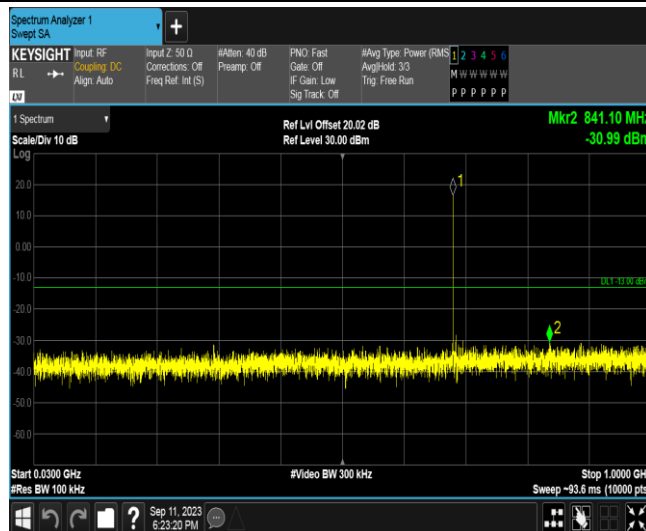 Spectrum Analyzer 1
Swept SA
KEYSIGHT
RL
Input: RF
Coupling: DC
Align: Auto
Input Z: 50 Ω
Corrections: Off
Freq Ref: Int (S)
#Atten: 40 dB
Preamp: Off
PNO: Fast
Gate: Off
IF Gain: Low
Sig Track: Off
#Avg Type: Power (RMS
Avg|Hold: 3/3
Trig: Free Run
1 2 3 4 5 6
M W W W W W
P P P P P P
1 Spectrum
Scale/Div 10 dB
Log
Ref Lvl Offset 20.02 dB
Ref Level 30.00 dBm
Mkr2 841.10 MHz
-30.99 dBm
20.0
10.0
0.00
-10.0
-20.0
-30.0
-40.0
-50.0
-60.0
1
DL1 -13.00 dBm
2
Start 0.0300 GHz
#Res BW 100 kHz
#Video BW 300 kHz
Stop 1.0000 GH
Sweep ~93.6 ms (10000 pts
?
Sep 11, 2023
6:23:20 PM